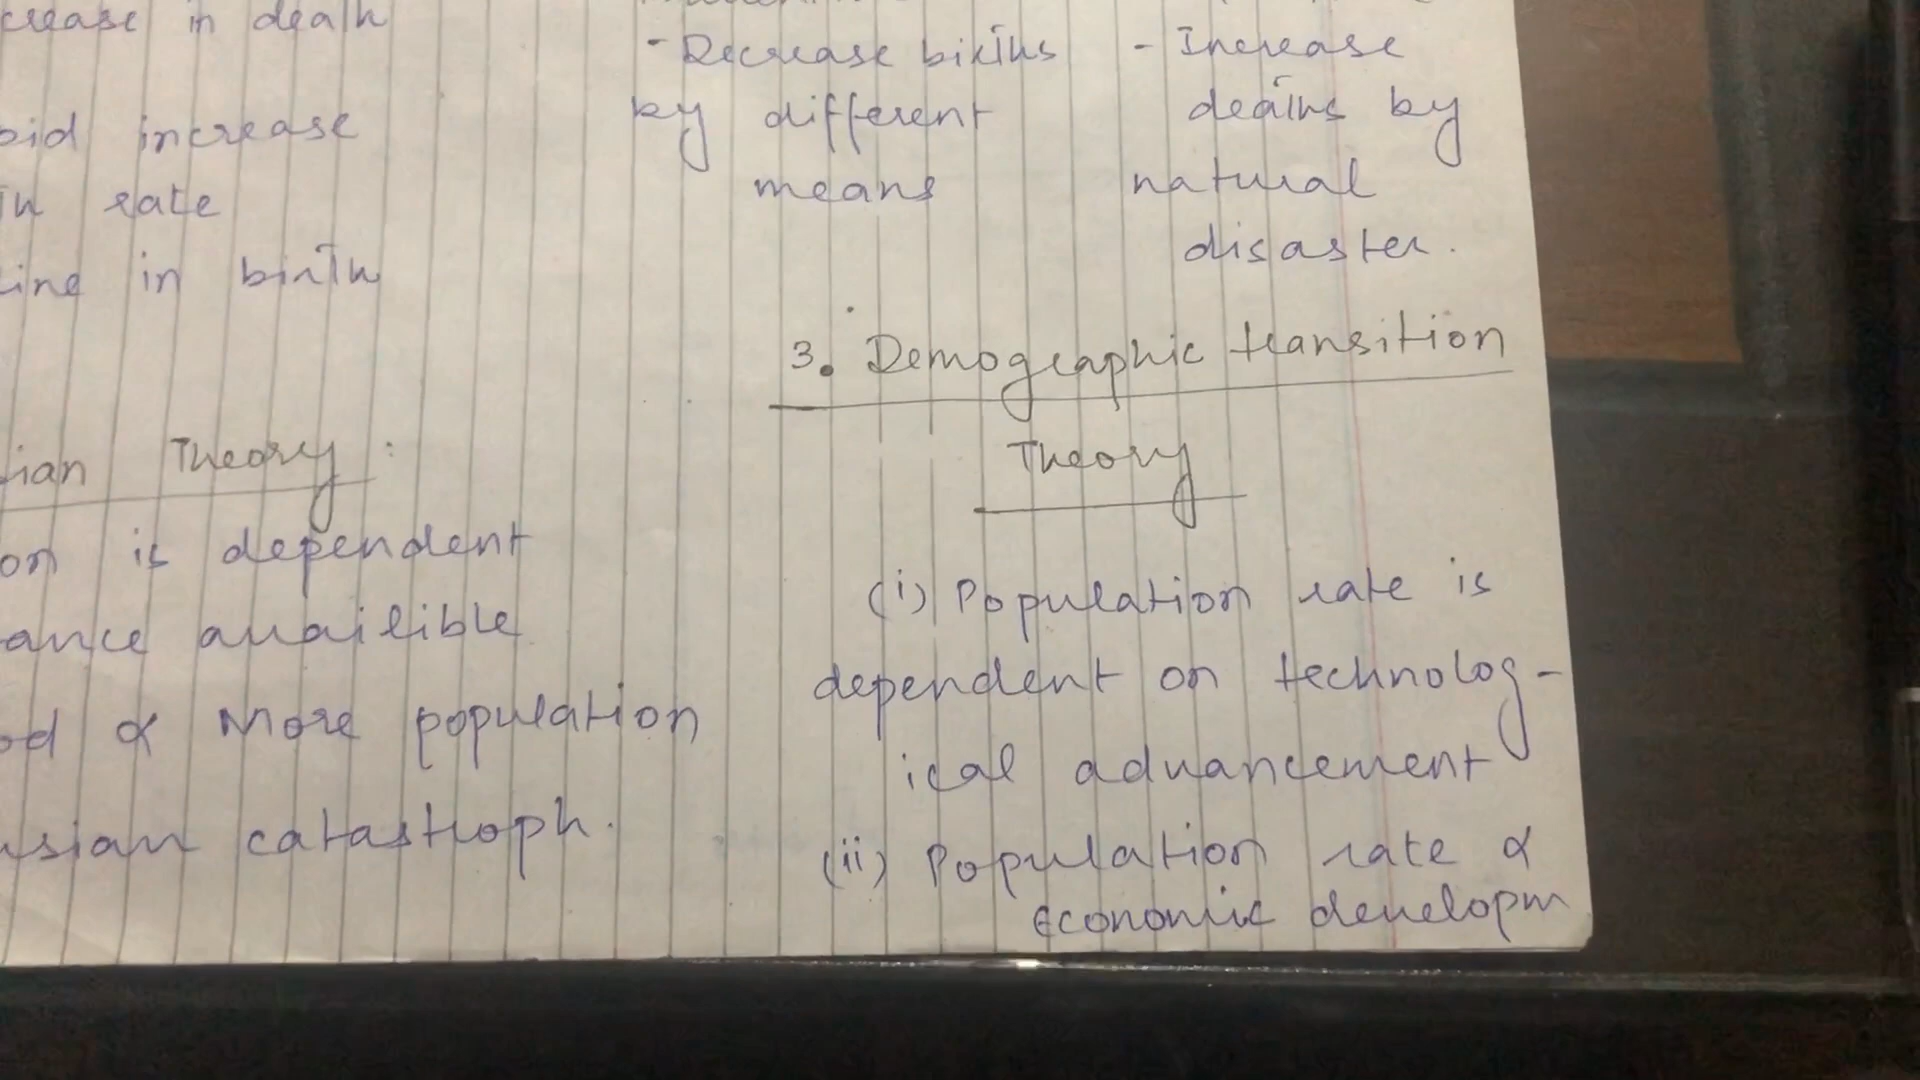 crease in death
- Decrease births
by different
means
- Increase
deaths by
natural
disaster.
increase
in rate
line in birth
3. Demographic transition
Theory
(i) Population rate is
dependent on technolog-
ical advancement
(ii) Population rate ∝
Economic developm
ian Theory :
on is dependent
ance availible
od ∝ More population
usian catastroph.